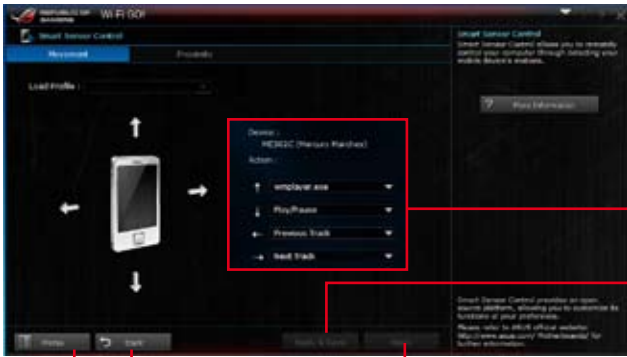 REPUBLIC OF
GAMERS
Wi-Fi GO!
Smart Sensor Control
Movement
Proximity
Load Profile :
Device :
ME302C (Marcuro Marches)
Action :
wmplayer.exe
Play/Pause
Previous Track
Next Track
Menu
Back
Apply & Save
Smart Sensor Control
Smart Sensor Control allows you to remotely
control your computer through detecting your
mobile device's motions.
More Information
Smart Sensor Control provides an open
source platform, allowing you to customize its
functions at your preference.
Please refer to ASUS official website:
http://www.asus.com/ Motherboards/ for
further information.